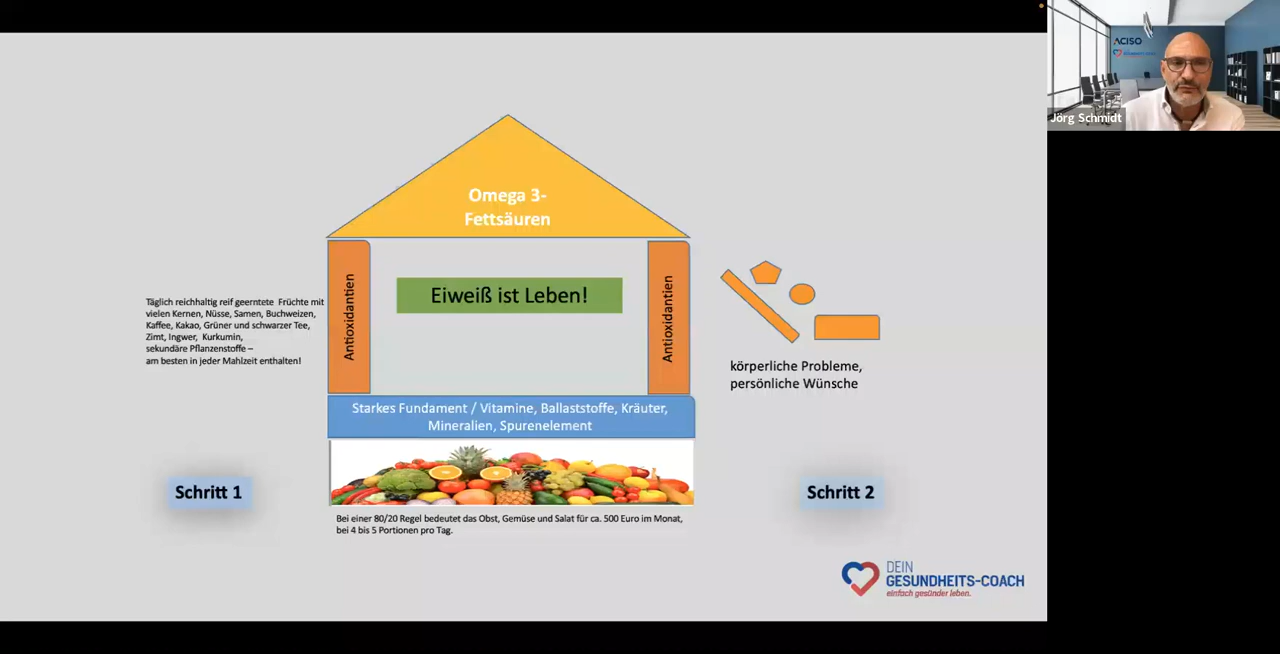 Omega 3-
Fettsäuren
Antioxidantien
Eiweiß ist Leben!
Antioxidantien
Täglich reichhaltig reif geerntete  Früchte mit
vielen Kernen, Nüsse, Samen, Buchweizen,
Kaffee, Kakao, Grüner und schwarzer Tee,
Zimt, Ingwer,  Kurkumin,
sekundäre Pflanzenstoffe –
am besten in jeder Mahlzeit enthalten!
körperliche Probleme,
persönliche Wünsche
Starkes Fundament / Vitamine, Ballaststoffe, Kräuter,
Mineralien, Spurenelement
Schritt 1
Schritt 2
Bei einer 80/20 Regel bedeutet das Obst, Gemüse und Salat für ca. 500 Euro im Monat,
bei 4 bis 5 Portionen pro Tag.
DEIN
GESUNDHEITS-COACH
einfach gesünder leben.
ACISO
Jörg Schmidt